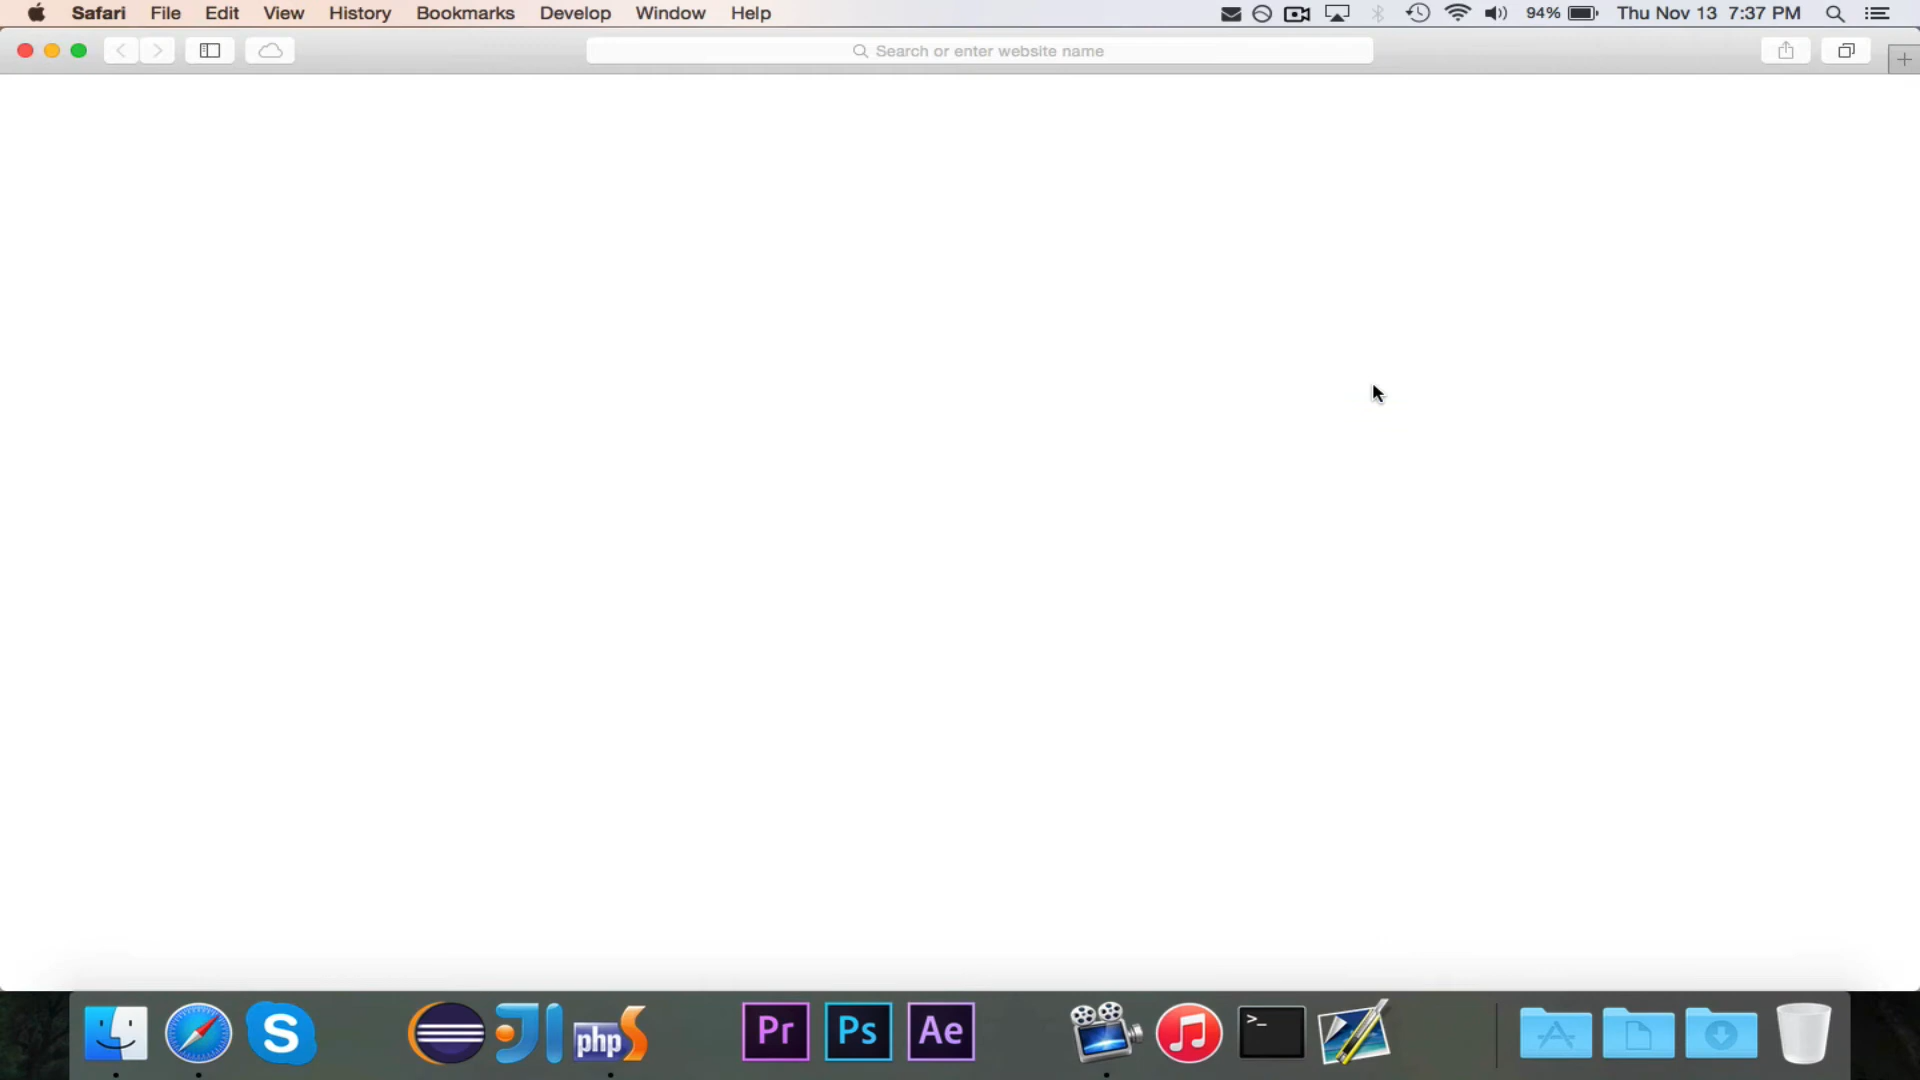 Safari File Edit View History Bookmarks Develop Window Help 94% Thu Nov 13 7:37 PM
Search or enter website name
S php S Pr Ps Ae >_